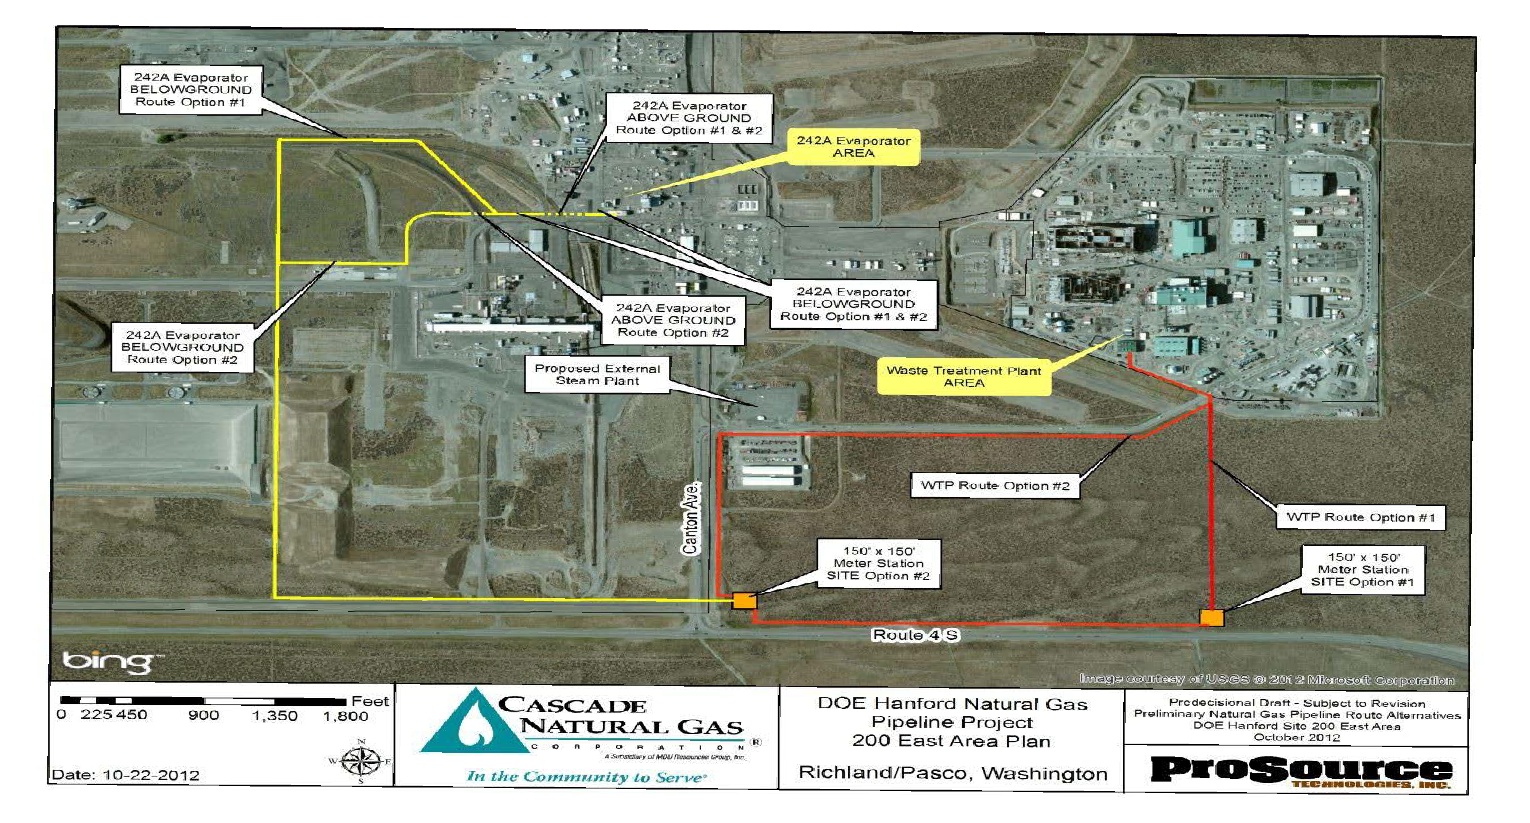 242A Evaporator
BELOWGROUND
Route Option #1
242A Evaporator
ABOVE GROUND
Route Option #1 & #2
242A Evaporator
AREA
242A Evaporator
BELOWGROUND
Route Option #1 & #2
242A Evaporator
ABOVE GROUND
Route Option #2
242A Evaporator
BELOWGROUND
Route Option #2
Proposed External
Steam Plant
Waste Treatment Plant
AREA
WTP Route Option #2
WTP Route Option #1
Canton Ave.
150' x 150'
Meter Station
SITE Option #2
150' x 150'
Meter Station
SITE Option #1
Route 4 S
bing™
Image courtesy of USGS © 2012 Microsoft Corporation
Feet
0 225 450 900 1,350 1,800
N
W E
S
Date: 10-22-2012
CASCADE
NATURAL GAS
CORPORATION®
A Subsidiary of MDU Resources Group, Inc.
In the Community to Serve®
DOE Hanford Natural Gas
Pipeline Project
200 East Area Plan
Richland/Pasco, Washington
Predecisional Draft - Subject to Revision
Preliminary Natural Gas Pipeline Route Alternatives
DOE Hanford Site 200 East Area
October 2012
ProSource
TECHNOLOGIES, INC.